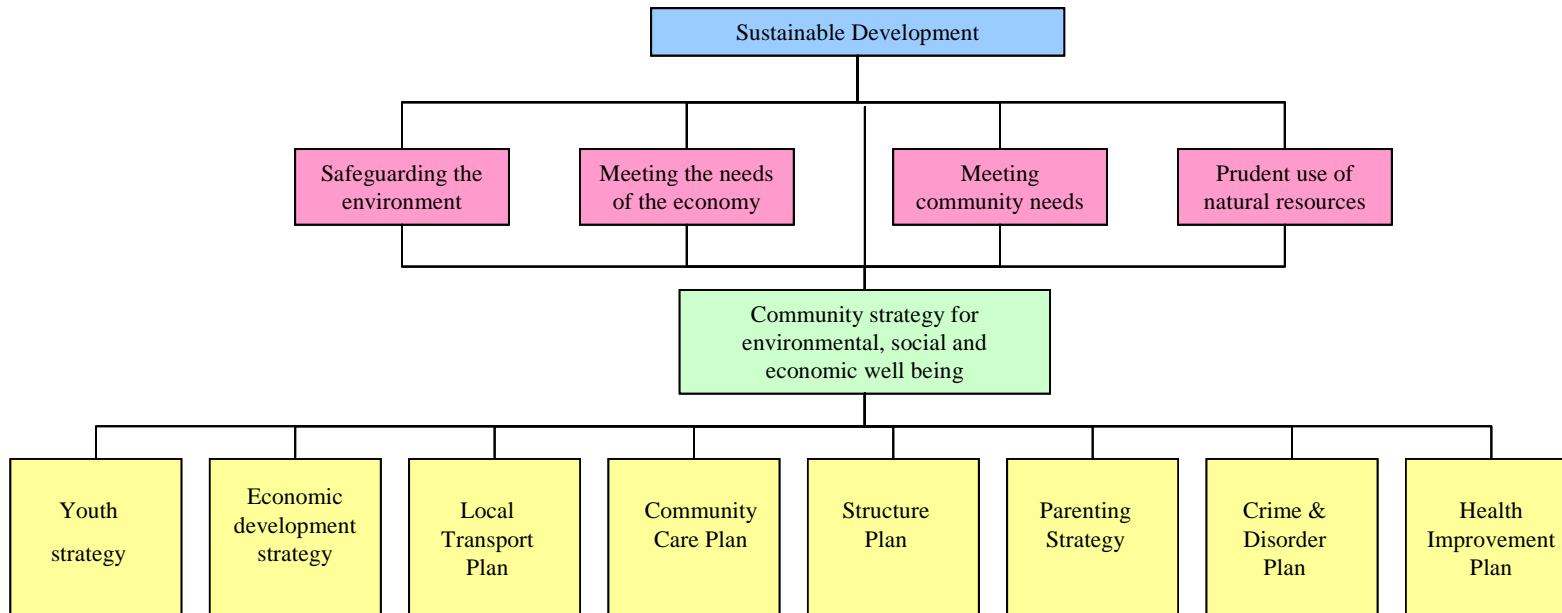 Sustainable Development
Safeguarding the
environment
Meeting the needs
of the economy
Meeting
community needs
Prudent use of
natural resources
Community strategy for
environmental, social and
economic well being
Youth
strategy
Economic
development
strategy
Local
Transport
Plan
Community
Care Plan
Structure
Plan
Parenting
Strategy
Crime &
Disorder
Plan
Health
Improvement
Plan